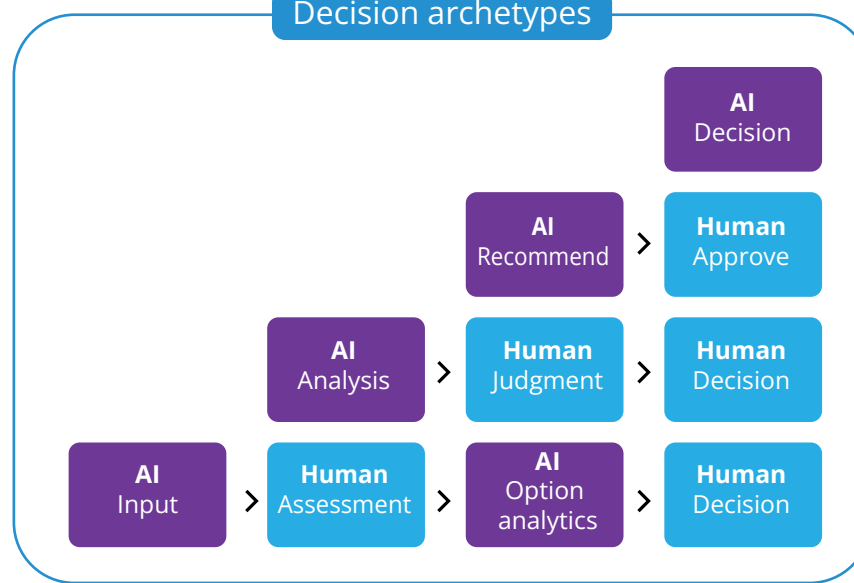 Decision archetypes
AI
Decision
AI
Recommend
Human
Approve
AI
Analysis
Human
Judgment
Human
Decision
AI
Input
Human
Assessment
AI
Option
analytics
Human
Decision